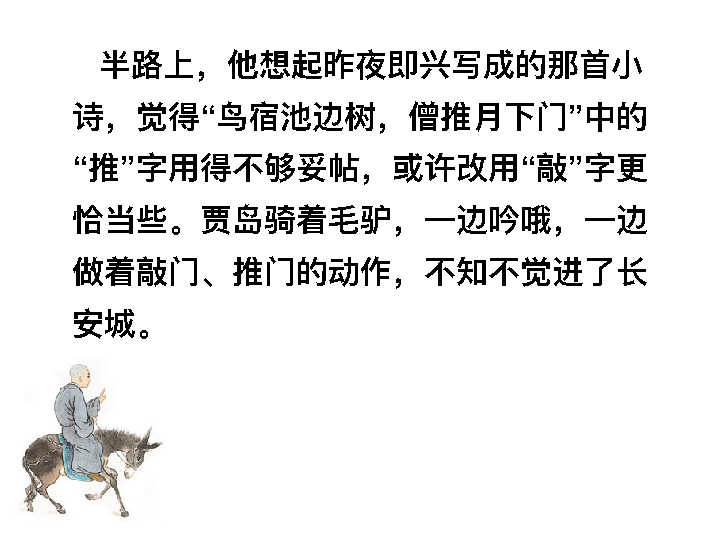 半路上，他想起昨夜即兴写成的那首小
诗，觉得“鸟宿池边树，僧推月下门”中的
“推”字用得不够妥帖，或许改用“敲”字更
恰当些。贾岛骑着毛驴，一边吟哦，一边
做着敲门、推门的动作，不知不觉进了长
安城。